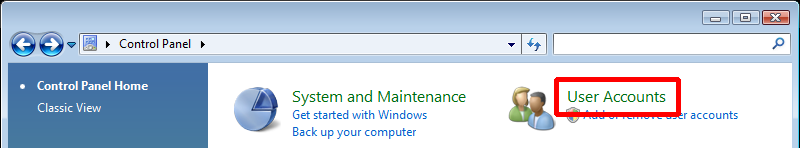 Control Panel
Control Panel Home
Classic View
System and Maintenance
Get started with Windows
Back up your computer
User Accounts
Add or remove user accounts